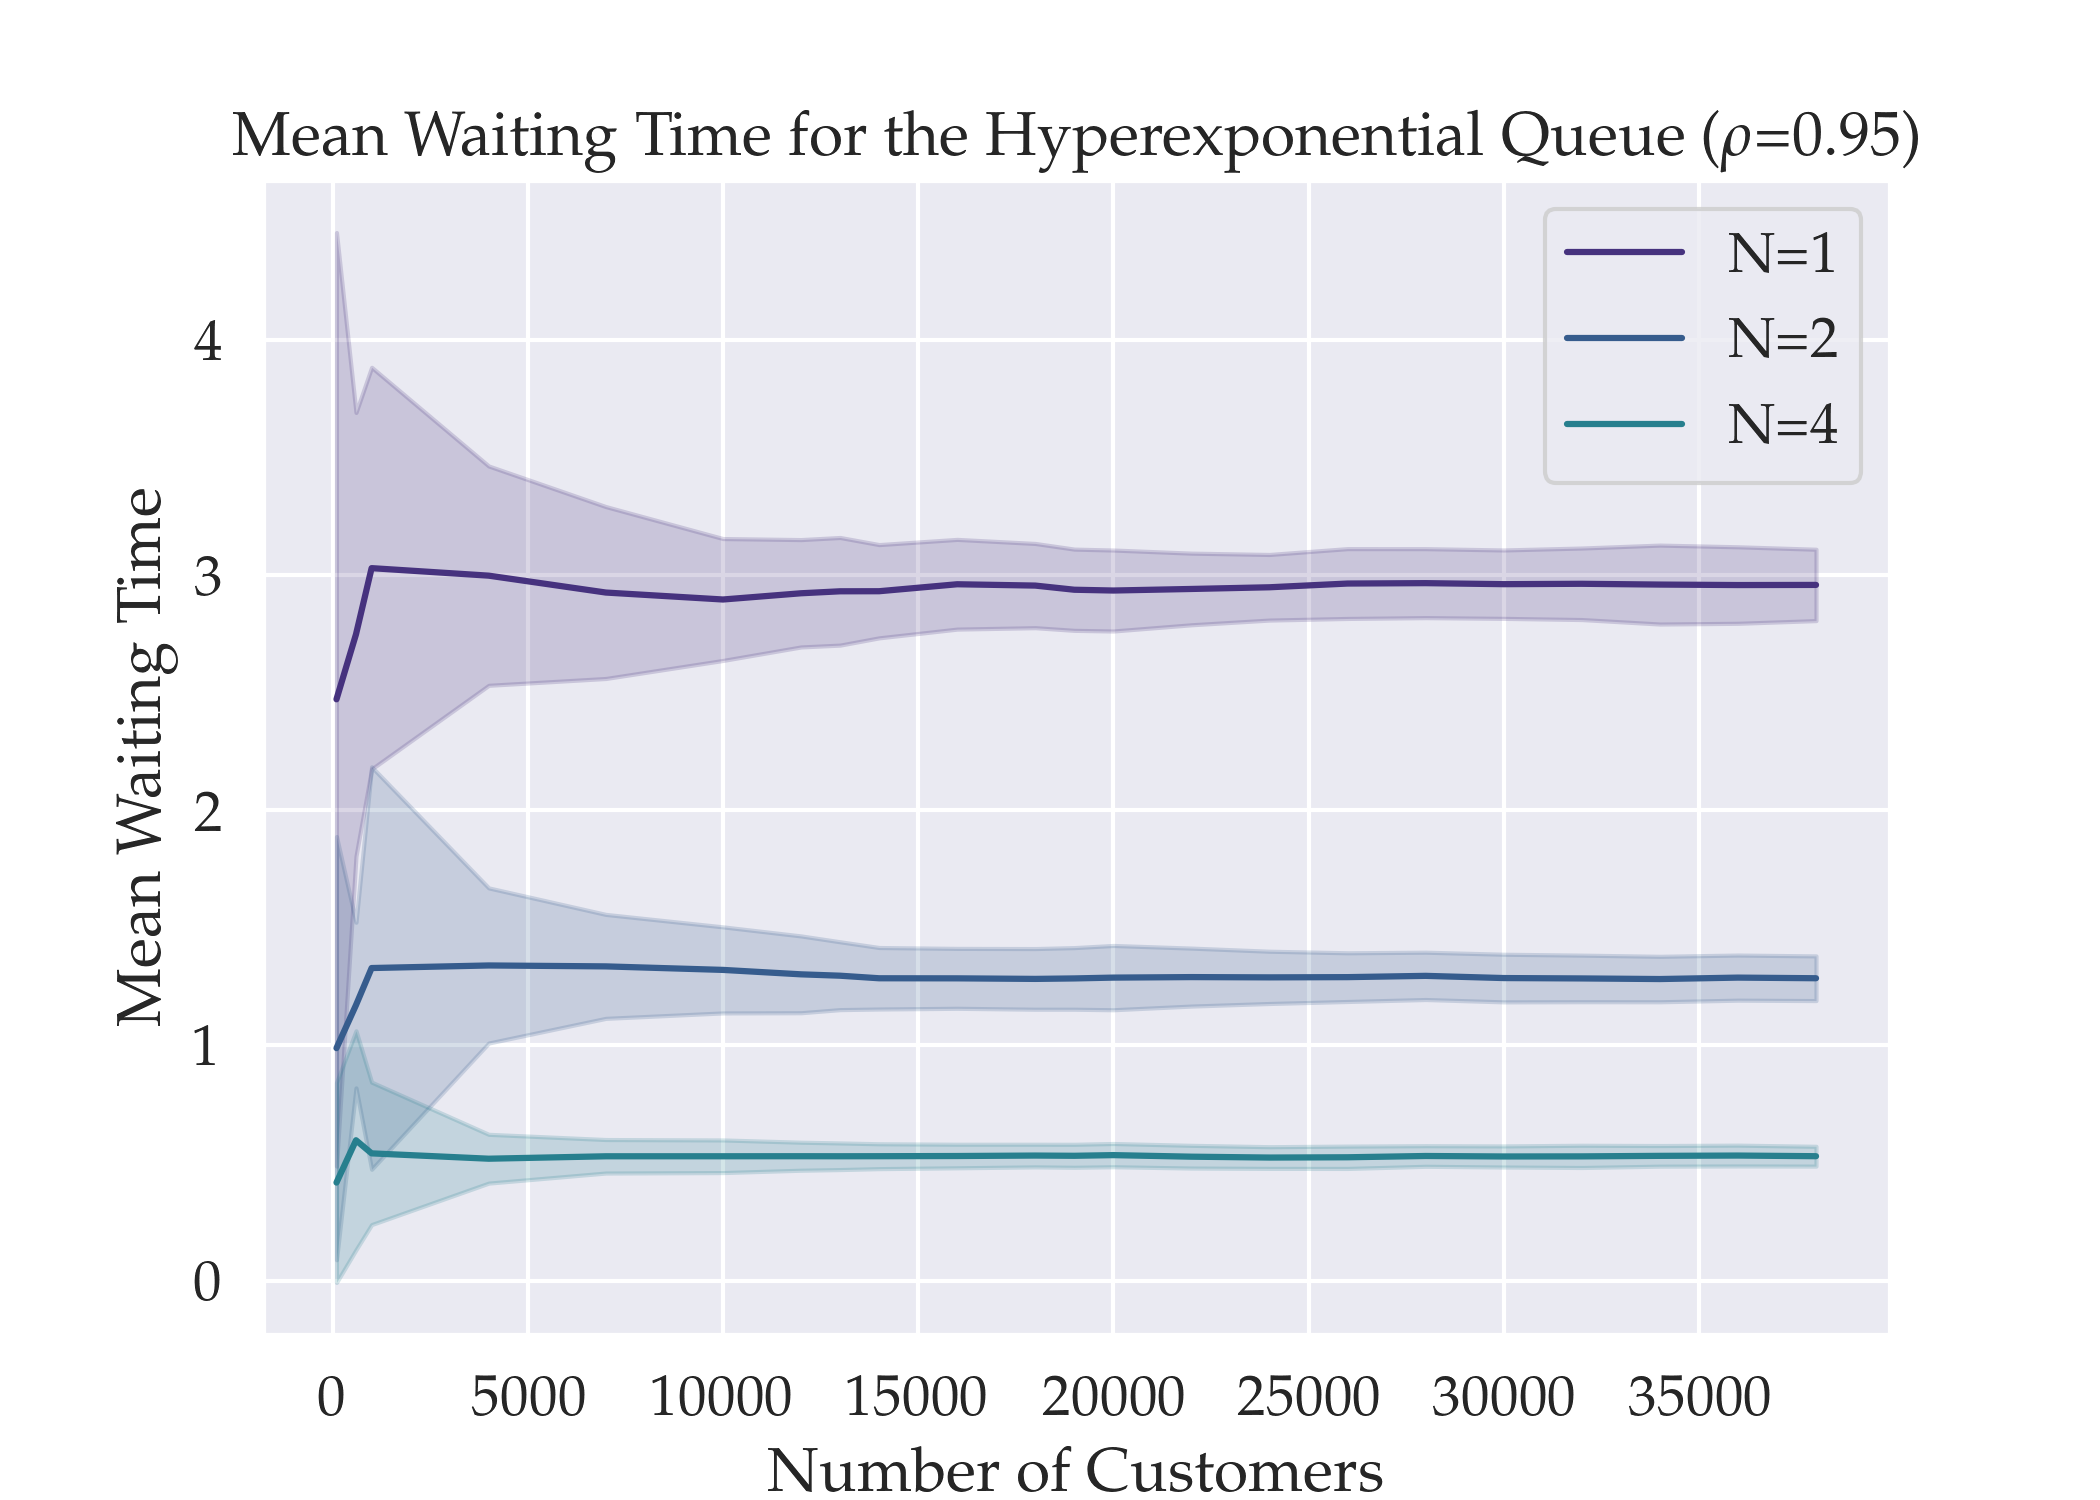 Mean Waiting Time for the Hyperexponential Queue (ρ=0.95)
N=1
N=2
N=4
Mean Waiting Time
4
3
2
1
0
0 5000 10000 15000 20000 25000 30000 35000
Number of Customers